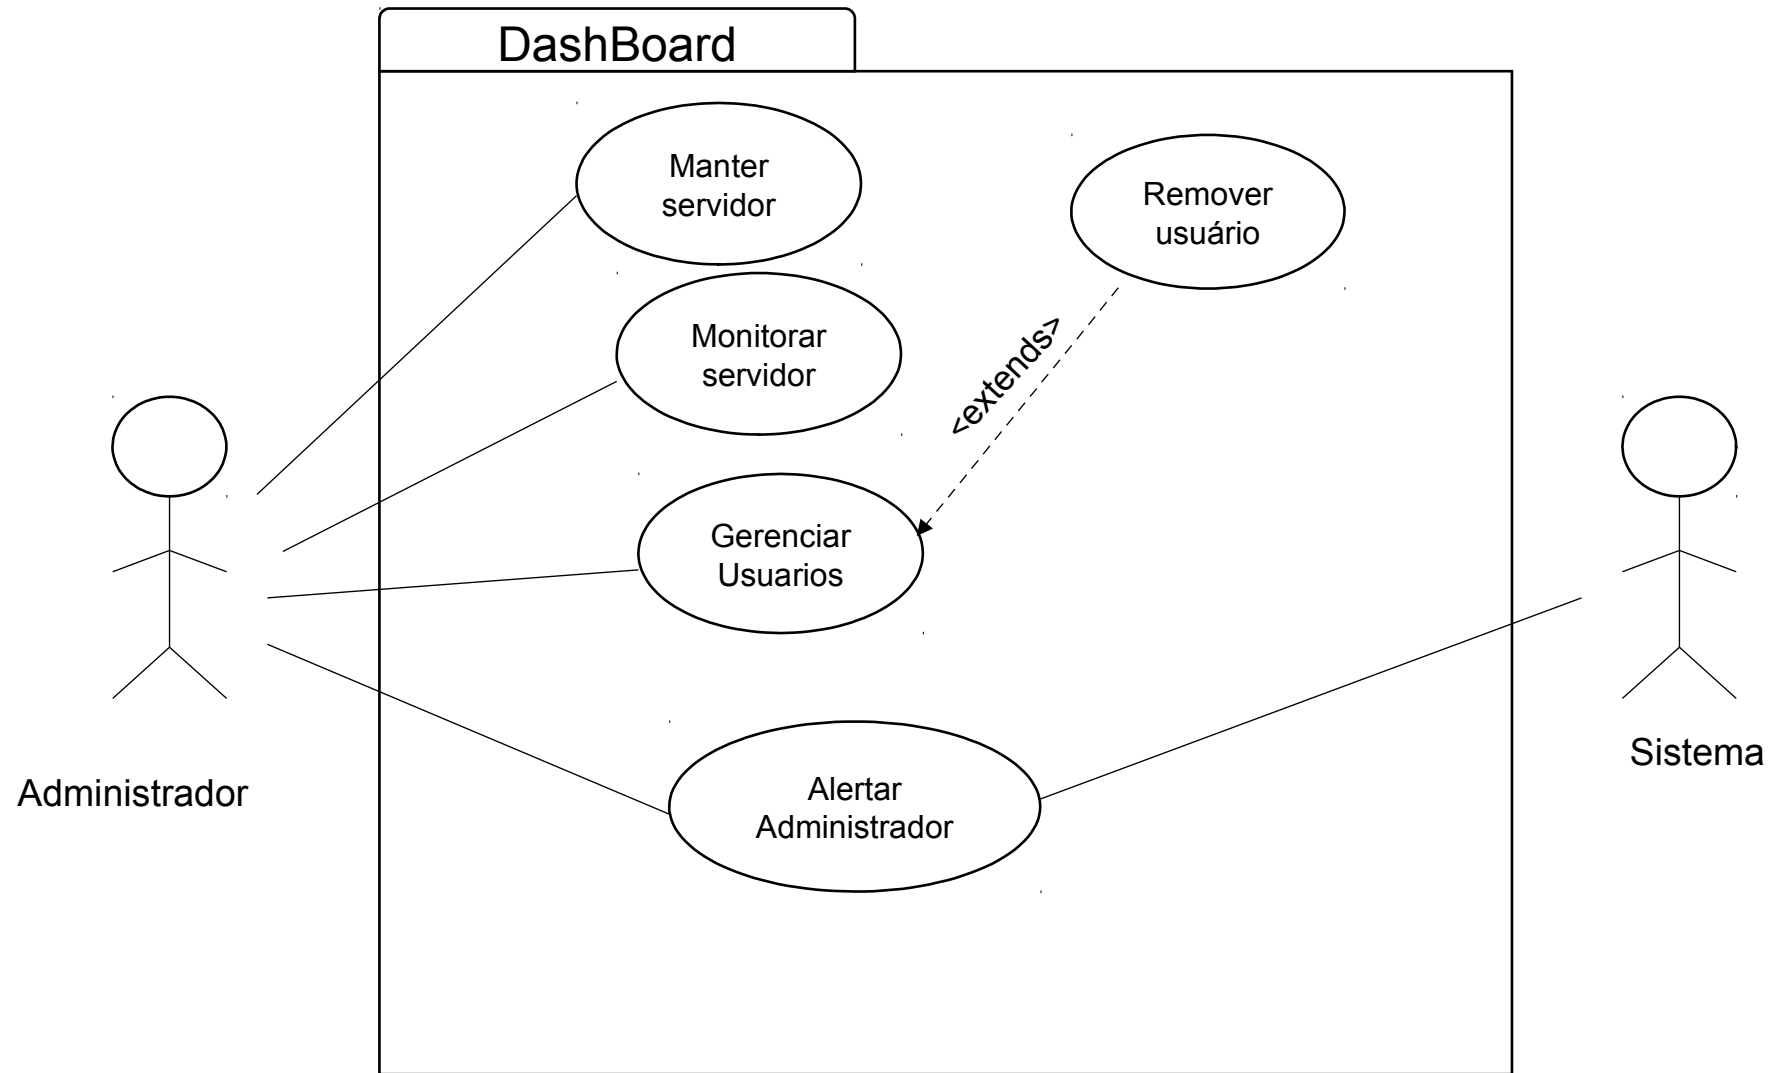 DashBoard
Manter
servidor
Remover
usuário
Monitorar
servidor
<extends>
Gerenciar
Usuarios
Alertar
Administrador
Administrador
Sistema